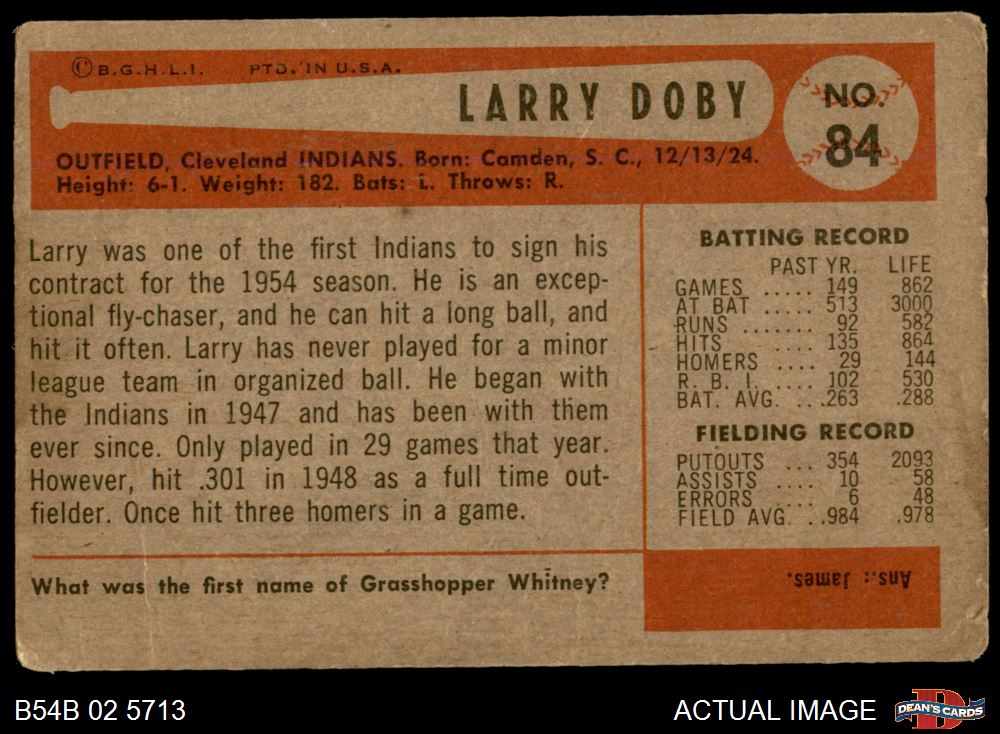 © B.G.H.L.I. PTD. IN U.S.A.
LARRY DOBY
NO.
84
OUTFIELD, Cleveland INDIANS. Born: Camden, S. C., 12/13/24.
Height: 6-1. Weight: 182. Bats: L. Throws: R.
Larry was one of the first Indians to sign his
contract for the 1954 season. He is an excep-
tional fly-chaser, and he can hit a long ball, and
hit it often. Larry has never played for a minor
league team in organized ball. He began with
the Indians in 1947 and has been with them
ever since. Only played in 29 games that year.
However, hit .301 in 1948 as a full time out-
fielder. Once hit three homers in a game.
BATTING RECORD
PAST YR. LIFE
GAMES ..... 149 862
AT BAT ..... 513 3000
RUNS ....... 92 582
HITS ..... 135 864
HOMERS .... 29 144
R. B. I. .... 102 530
BAT. AVG. ...263 .288
FIELDING RECORD
PUTOUTS ... 354 2093
ASSISTS .... 10 58
ERRORS .... 6 48
FIELD AVG. ..984 .978
What was the first name of Grasshopper Whitney?
Ans.: James.
B54B 02 5713
ACTUAL IMAGE
DEAN'S CARDS